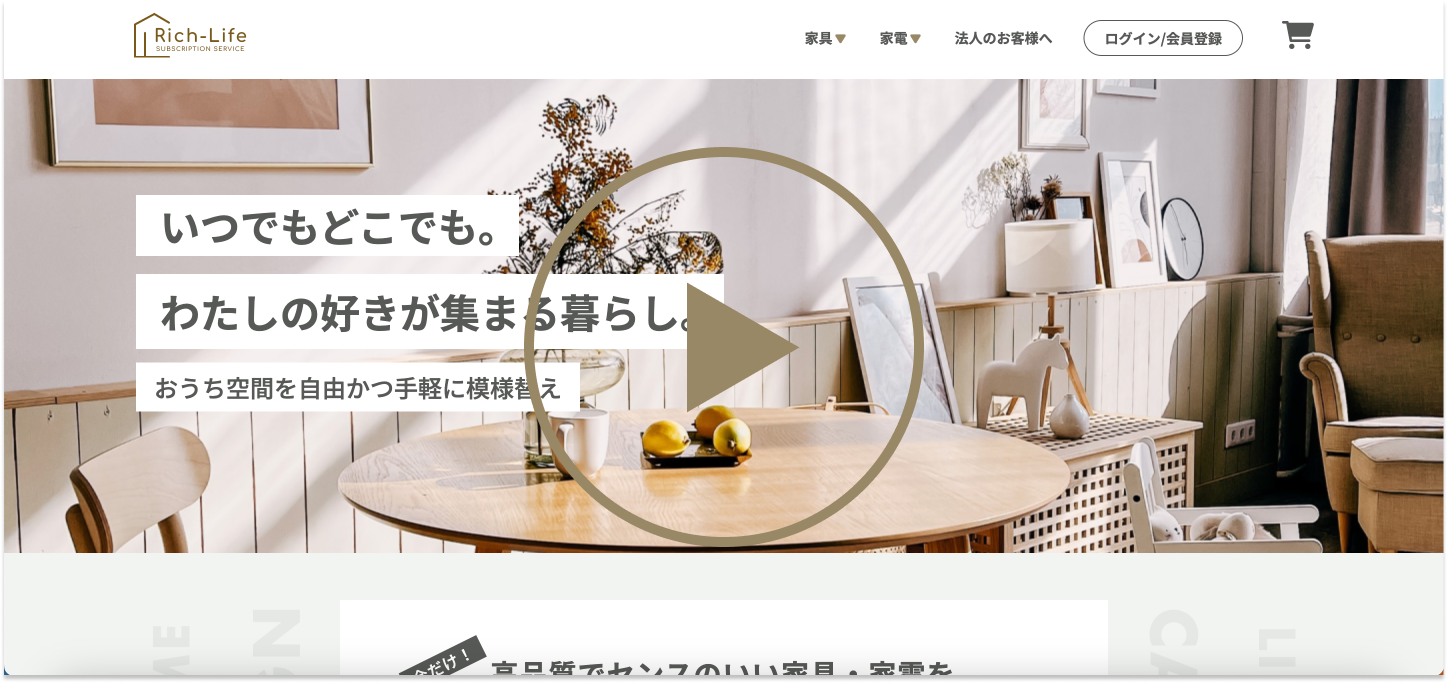 Rich-Life
SUBSCRIPTION SERVICE
家具
家電
法人のお客様へ
ログイン/会員登録
いつでもどこでも。
わたしの好きが集まる暮らし。
おうち空間を自由かつ手軽に模様替え
今だけ！
高品質でセンスのいい家具・家電を